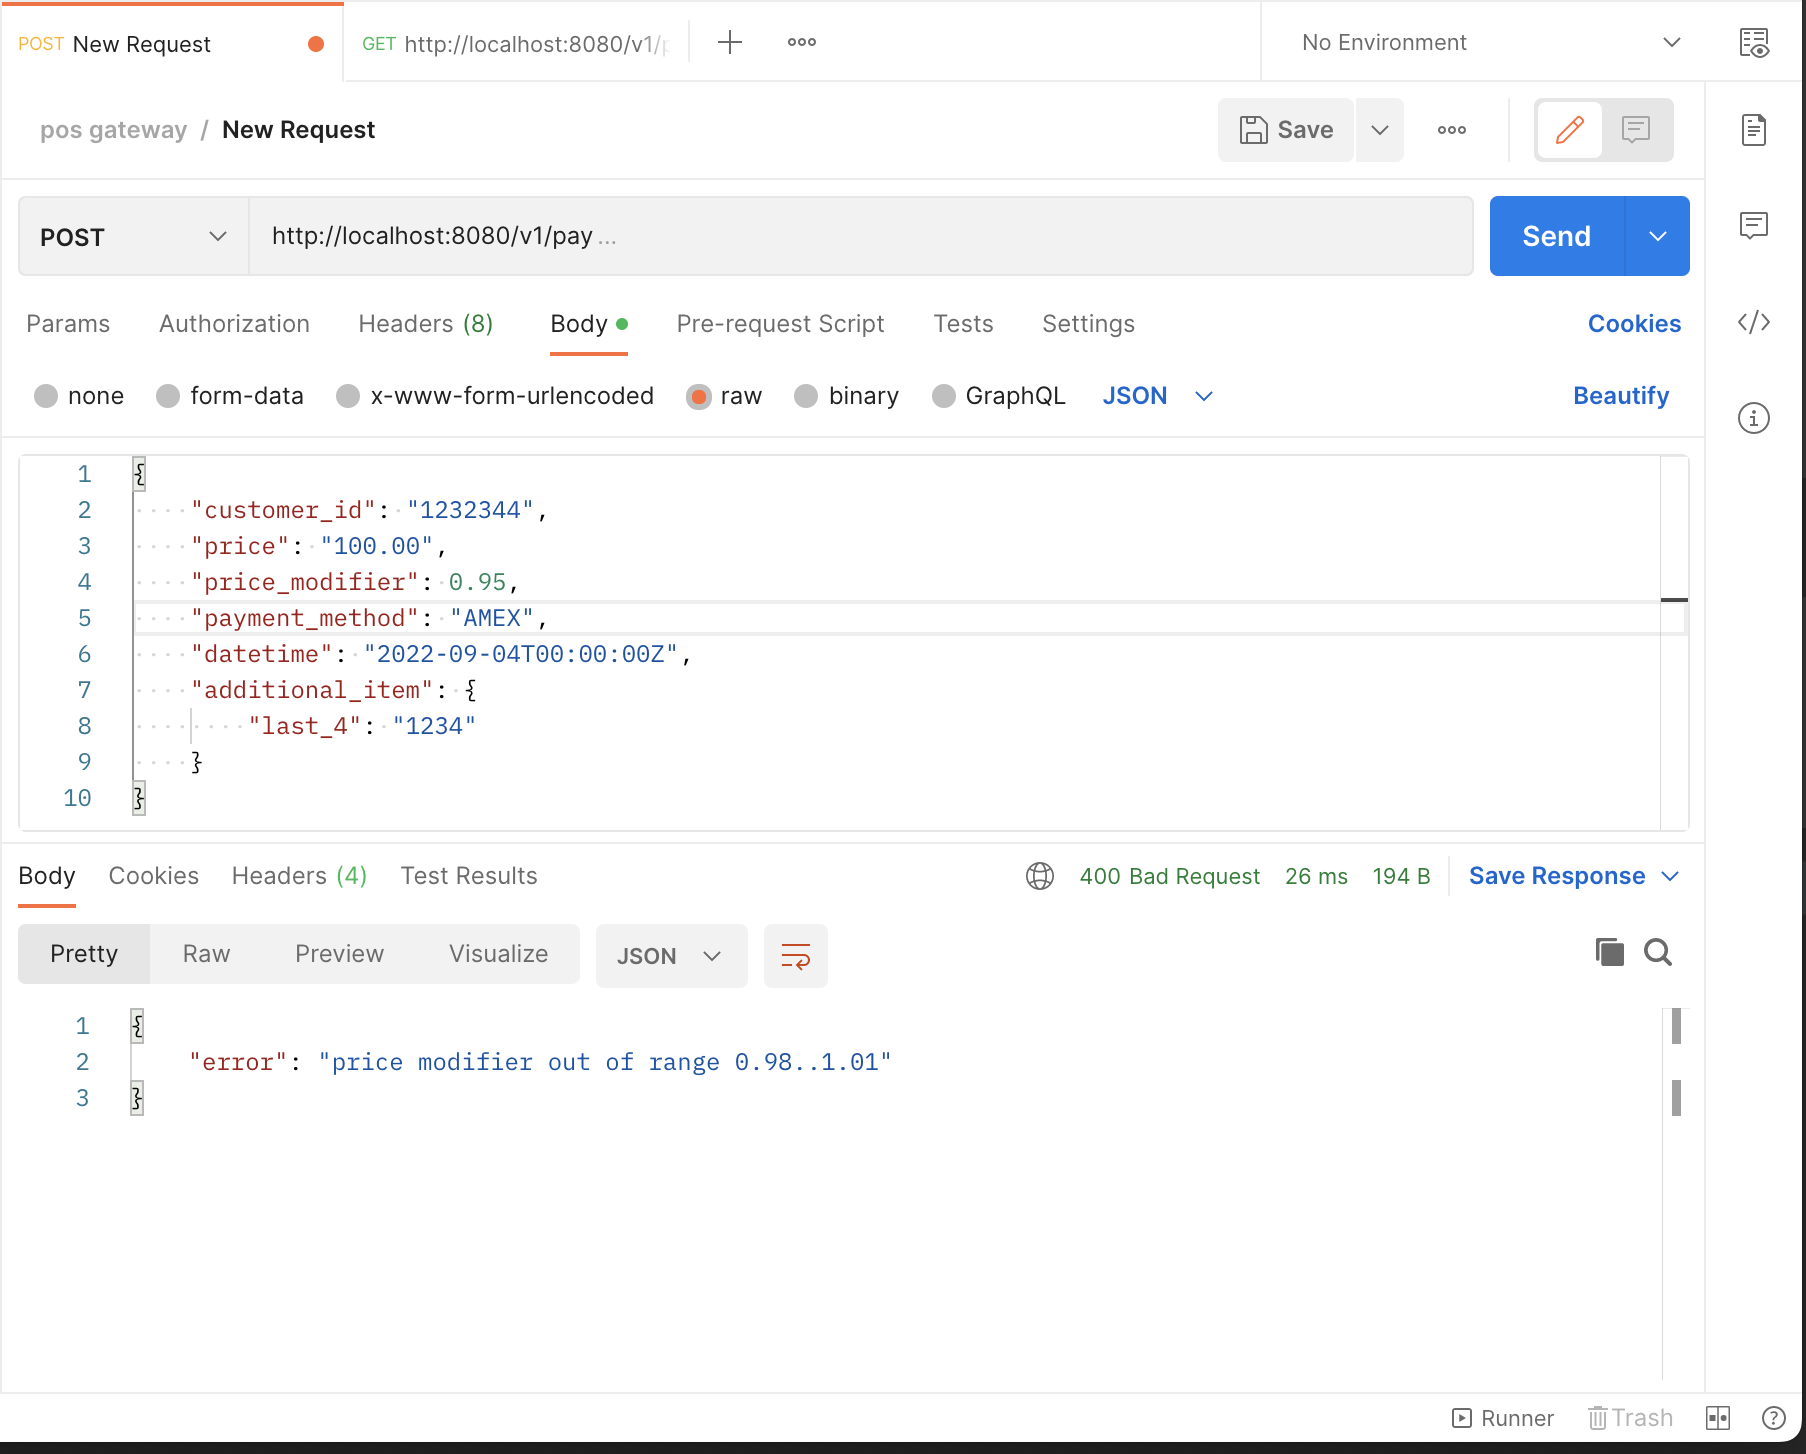 POST New Request
GET http://localhost:8080/v1/p
No Environment
pos gateway / New Request
Save
POST
http://localhost:8080/v1/pay ...
Send
Params Authorization Headers (8) Body Pre-request Script Tests Settings Cookies
none form-data x-www-form-urlencoded raw binary GraphQL JSON Beautify
1 {
2 "customer_id": "1232344",
3 "price": "100.00",
4 "price_modifier": 0.95,
5 "payment_method": "AMEX",
6 "datetime": "2022-09-04T00:00:00Z",
7 "additional_item": {
8 "last_4": "1234"
9 }
10 }
Body Cookies Headers (4) Test Results 400 Bad Request 26 ms 194 B Save Response
Pretty Raw Preview Visualize JSON
1 {
2 "error": "price modifier out of range 0.98..1.01"
3 }
Runner Trash